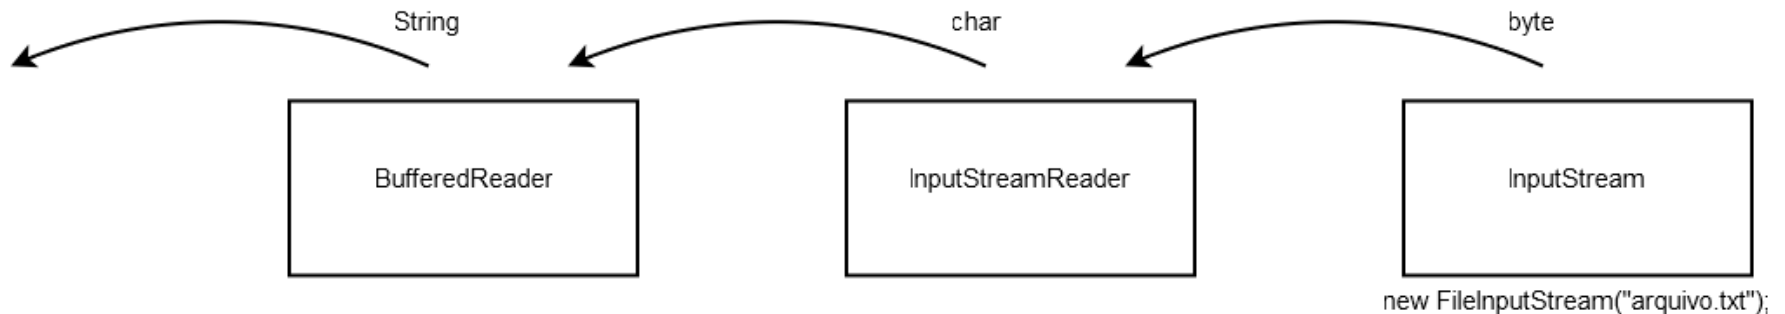 String
char
byte
BufferedReader
InputStreamReader
InputStream
new FileInputStream("arquivo.txt");